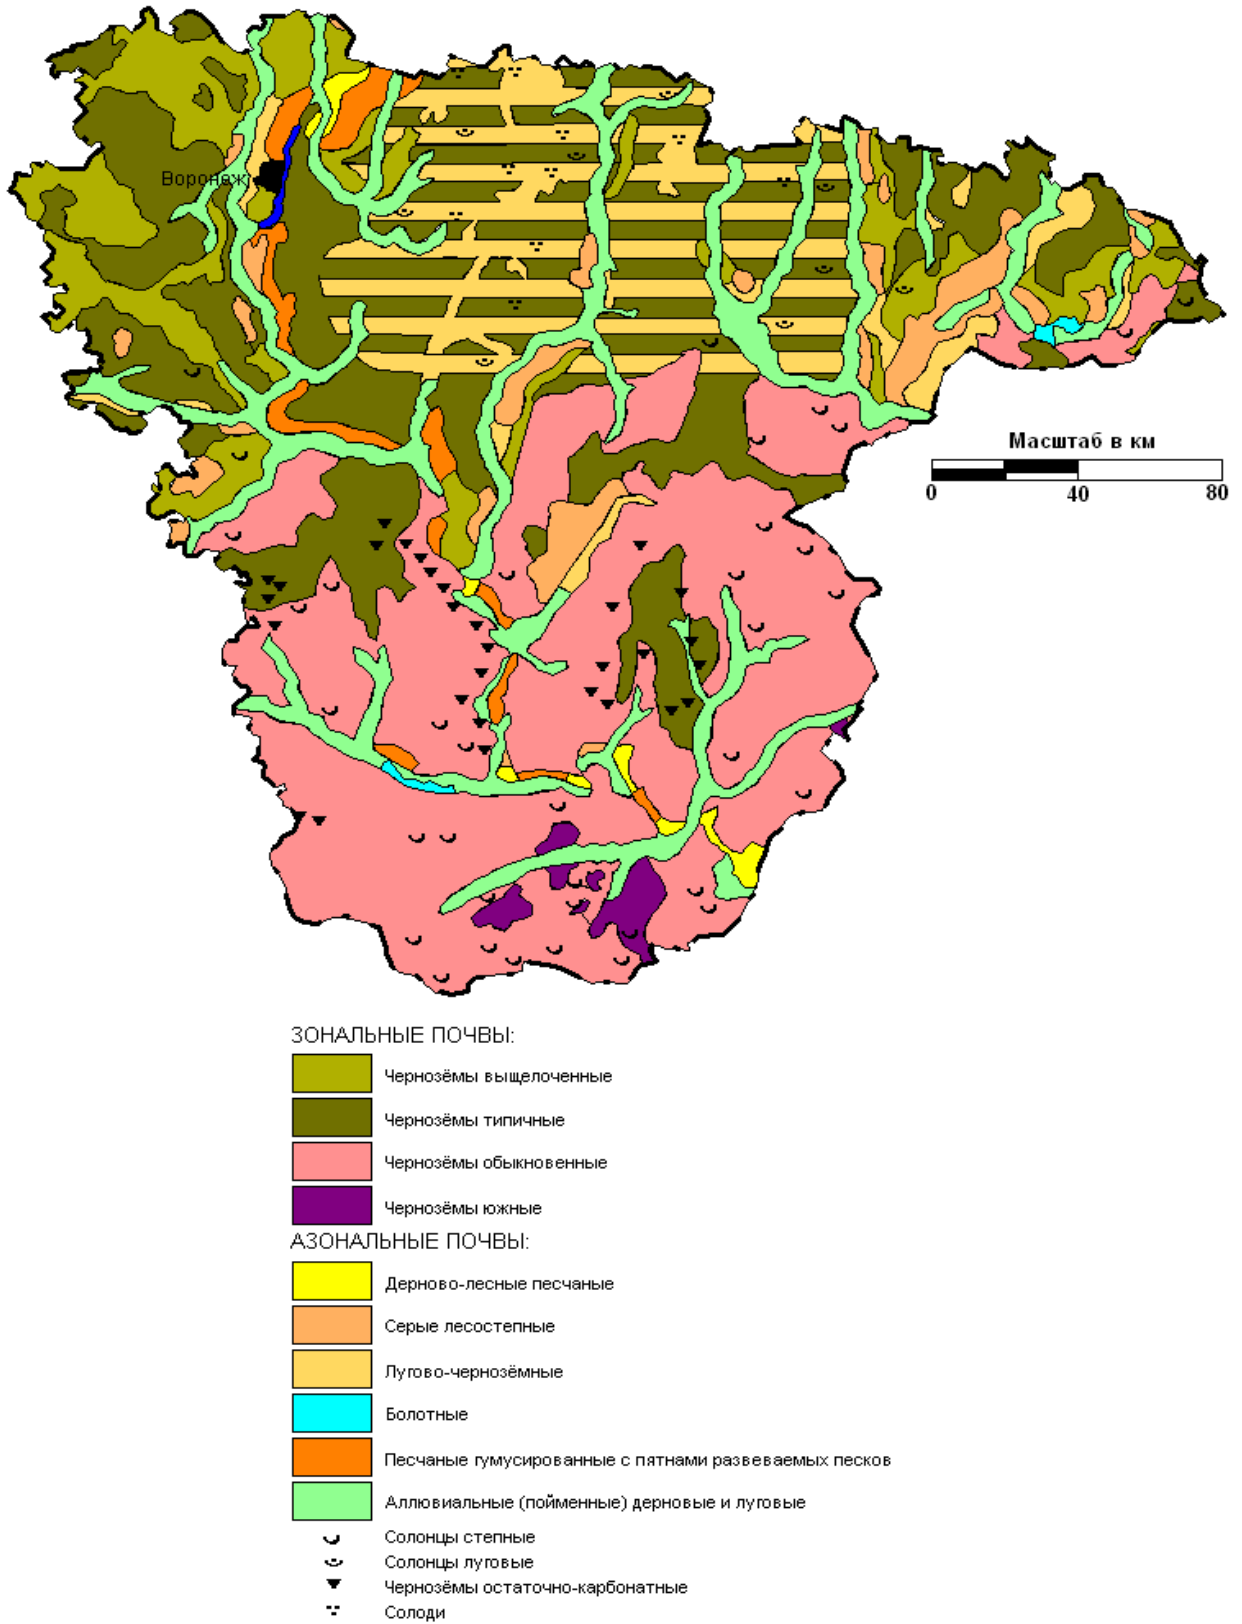 Воронеж
Масштаб в км
0 40 80
ЗОНАЛЬНЫЕ ПОЧВЫ:
Чернозёмы выщелоченные
Чернозёмы типичные
Чернозёмы обыкновенные
Чернозёмы южные
АЗОНАЛЬНЫЕ ПОЧВЫ:
Дерново-лесные песчаные
Серые лесостепные
Лугово-чернозёмные
Болотные
Песчаные гумусированные с пятнами развеваемых песков
Аллювиальные (пойменные) дерновые и луговые
Солонцы степные
Солонцы луговые
Чернозёмы остаточно-карбонатные
Солоди